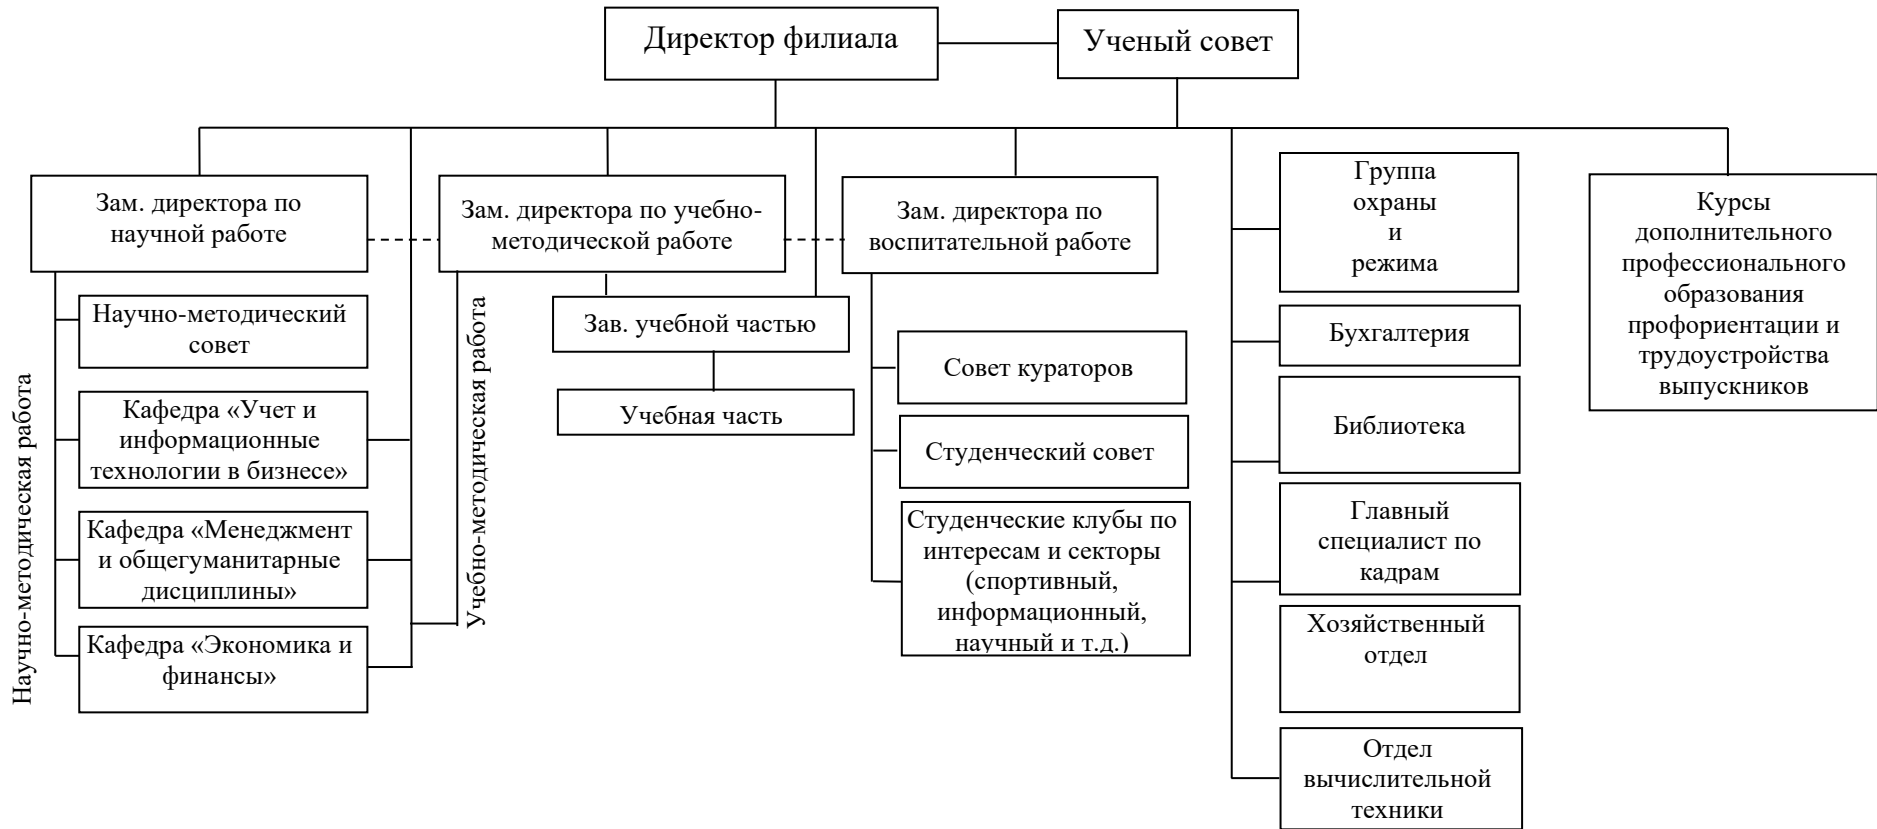 Директор филиала
Ученый совет
Зам. директора по
научной работе
Зам. директора по учебно-
методической работе
Зам. директора по
воспитательной работе
Группа
охраны
и
режима
Курсы
дополнительного
профессионального
образования
профориентации и
трудоустройства
выпускников
Научно-методическая работа
Научно-методический
совет
Кафедра «Учет и
информационные
технологии в бизнесе»
Кафедра «Менеджмент
и общегуманитарные
дисциплины»
Кафедра «Экономика и
финансы»
Учебно-методическая работа
Зав. учебной частью
Учебная часть
Совет кураторов
Студенческий совет
Студенческие клубы по
интересам и секторы
(спортивный,
информационный,
научный и т.д.)
Бухгалтерия
Библиотека
Главный
специалист по
кадрам
Хозяйственный
отдел
Отдел
вычислительной
техники